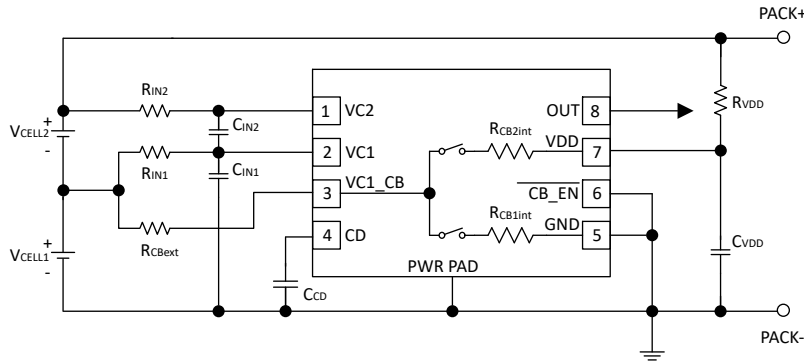 PACK+
RIN2
1 VC2
OUT 8
RVDD
+
VCELL2
-
CIN2
RCB2int
VDD 7
RIN1
2 VC1
CIN1
3 VC1_CB
CB_EN 6
+
VCELL1
-
RCBext
4 CD
RCB1int
GND 5
CVDD
PWR PAD
CCD
PACK-